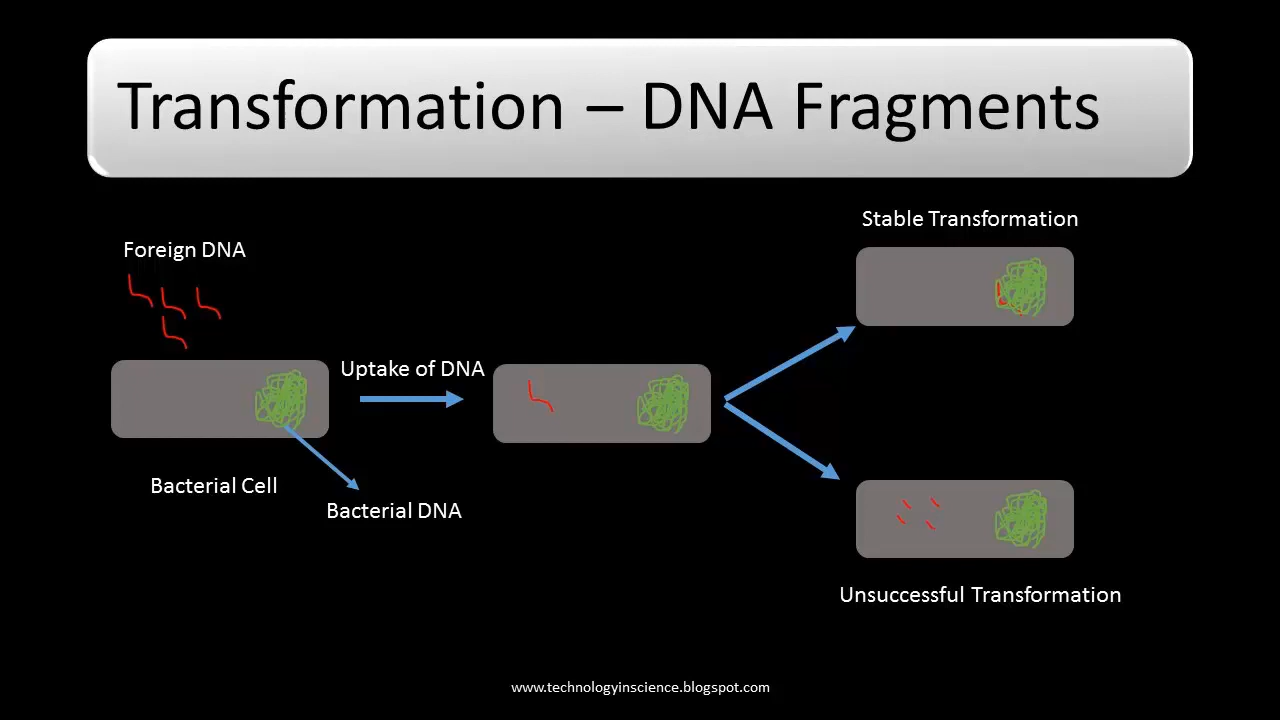 Transformation – DNA Fragments
Stable Transformation
Foreign DNA
Uptake of DNA
Bacterial Cell
Bacterial DNA
Unsuccessful Transformation
www.technologyinscience.blogspot.com